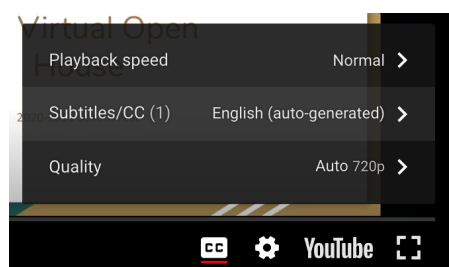 Virtual Open
House
Playback speed Normal
Subtitles/CC (1) English (auto-generated)
Quality Auto 720p
CC YouTube